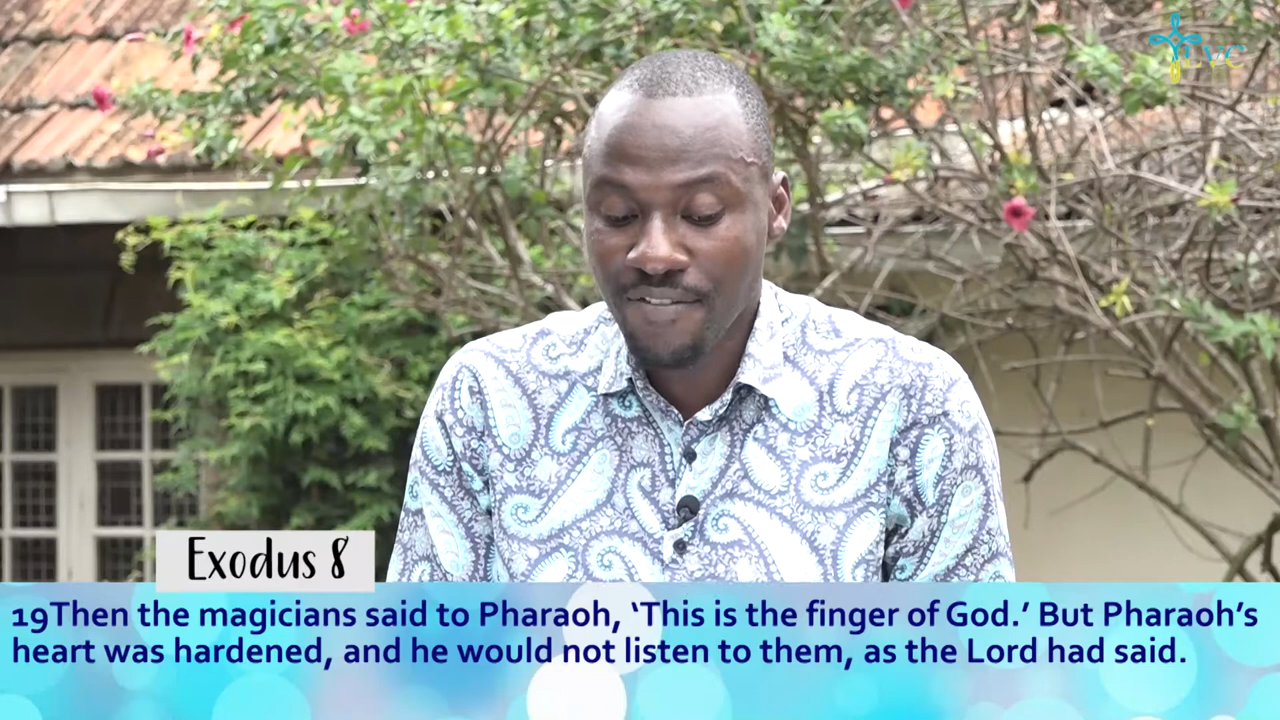 LVC
Exodus 8
19Then the magicians said to Pharaoh, ‘This is the finger of God.’ But Pharaoh’s
heart was hardened, and he would not listen to them, as the Lord had said.